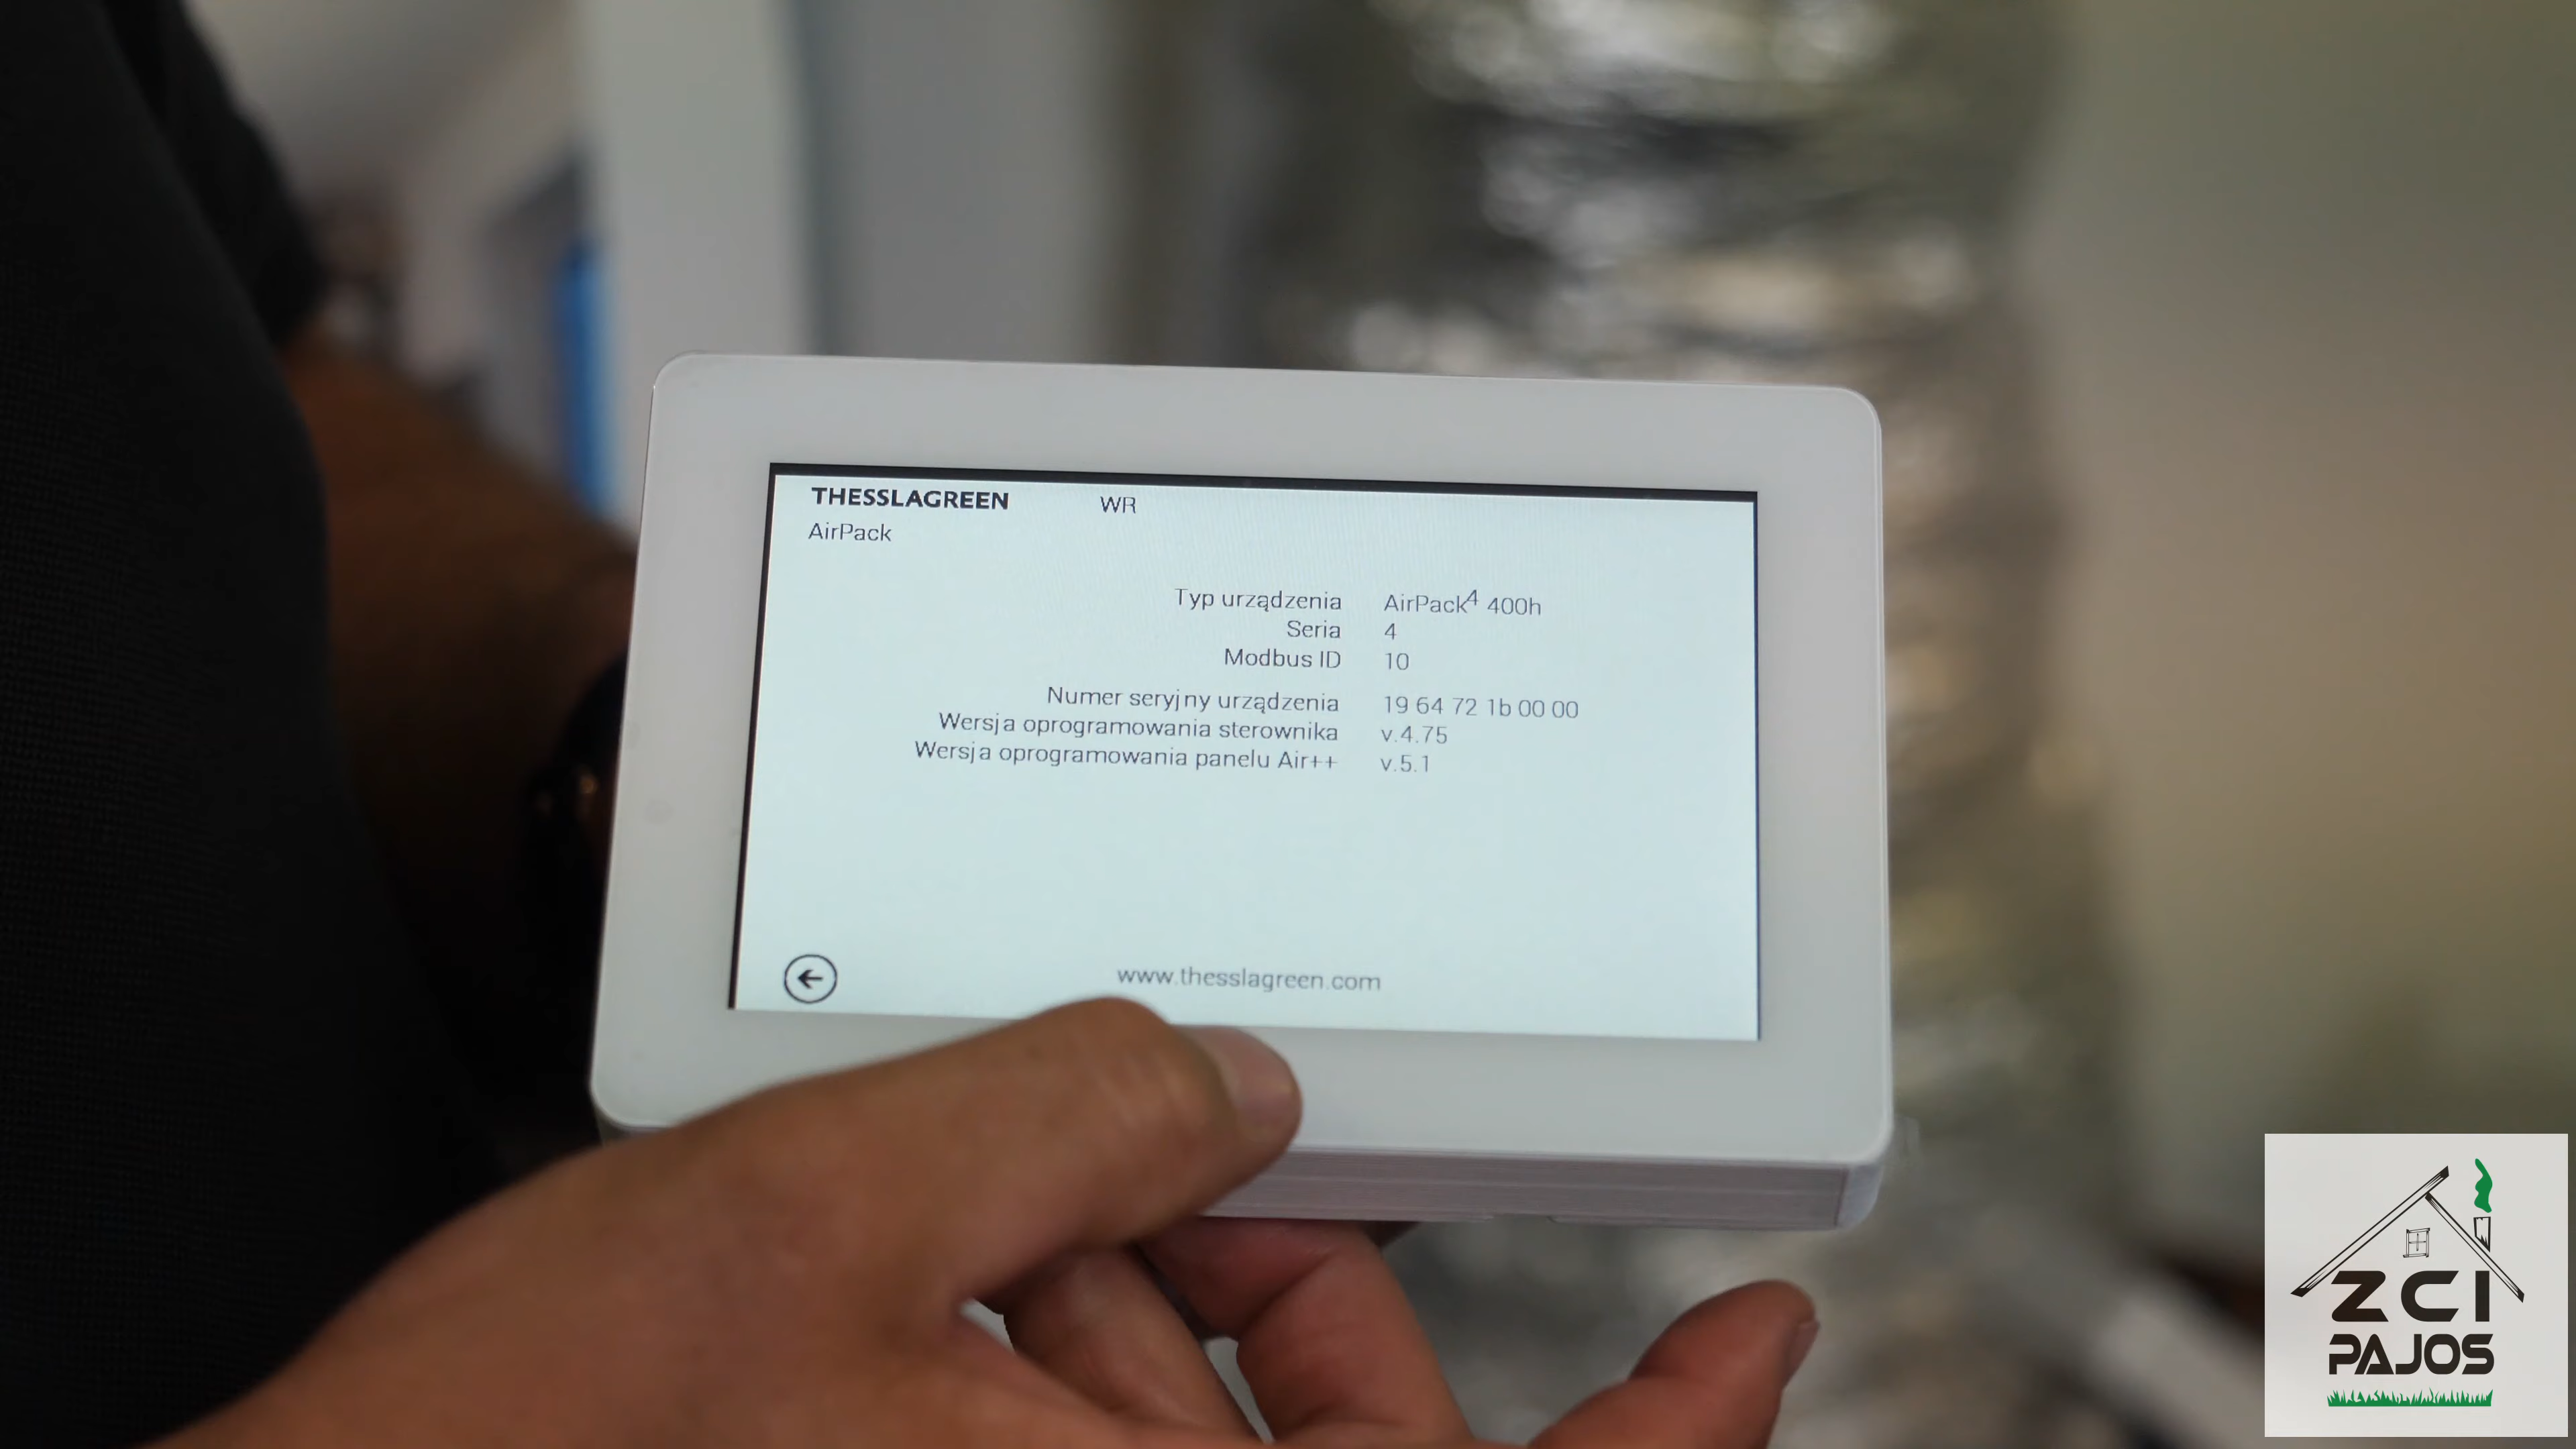 THESSLAGREEN WR
AirPack
Typ urządzenia AirPack⁴ 400h
Seria 4
Modbus ID 10
Numer seryjny urządzenia 19 64 72 1b 00 00
Wersja oprogramowania sterownika v.4.75
Wersja oprogramowania panelu Air++ v.5.1
www.thesslagreen.com
ZCI
PAJOS